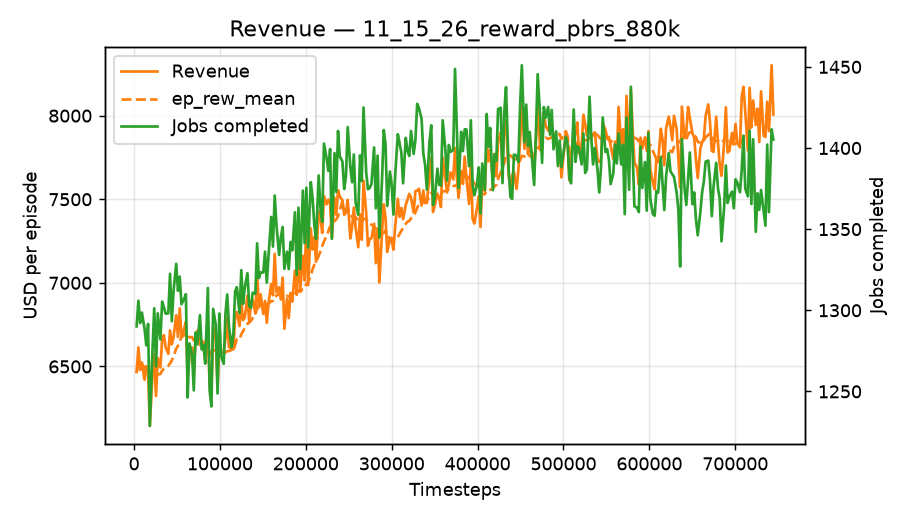 Revenue — 11_15_26_reward_pbrs_880k
Revenue
ep_rew_mean
Jobs completed
USD per episode
8000
7500
7000
6500
1450
1400
1350
1300
1250
Jobs completed
0 100000 200000 300000 400000 500000 600000 700000
Timesteps